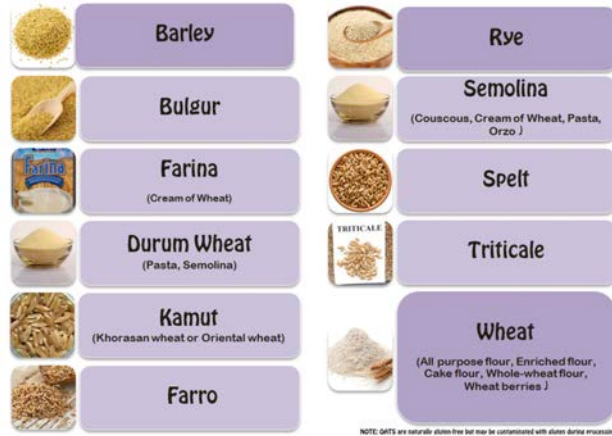 Barley
Bulgur
Farina
Farina
(Cream of Wheat)
Durum Wheat
(Pasta, Semolina)
Kamut
(Khorasan wheat or Oriental wheat)
Farro
Rye
Semolina
(Couscous, Cream of Wheat, Pasta,
Orzo )
Spelt
TRITICALE
Triticale
Wheat
(All purpose flour, Enriched flour,
Cake flour, Whole-wheat flour,
Wheat berries )
NOTE: OATS are naturally gluten-free but may be contaminated with gluten during processing